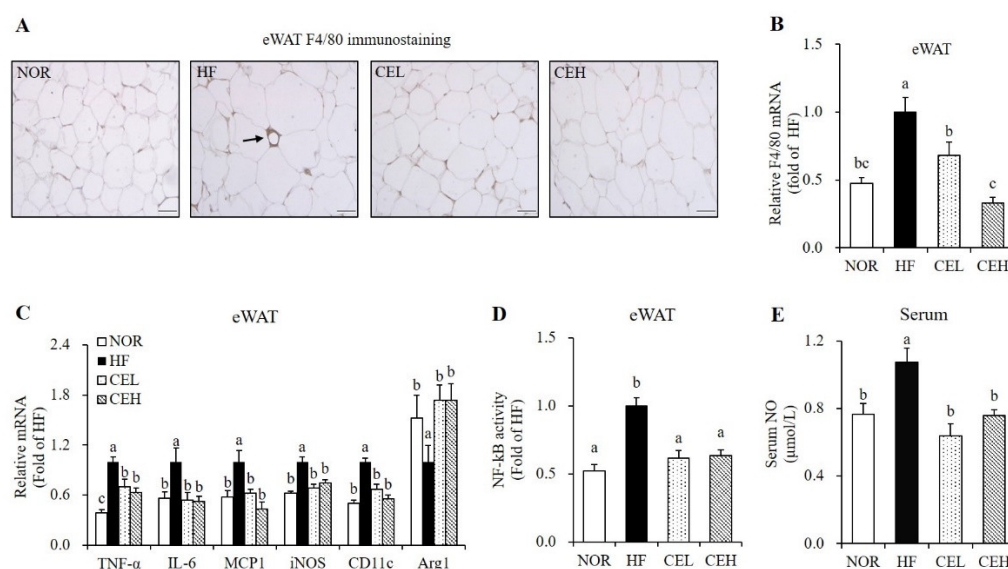 A
eWAT F4/80 immunostaining
NOR
HF
CEL
CEH
B
eWAT
Relative F4/80 mRNA
(fold of HF)
1.5
1.0
0.5
0.0
bc
a
b
c
NOR HF CEL CEH
C
eWAT
NOR
HF
CEL
CEH
Relative mRNA
(Fold of HF)
2.4
1.8
1.2
0.6
0.0
c a b b
b a b b
b a b b
b a b b
b a b b
b a b b
TNF-α IL-6 MCP1 iNOS CD11c Arg1
D
eWAT
NF-kB activity
(Fold of HF)
1.5
1.0
0.5
0.0
a
b
a
a
NOR HF CEL CEH
E
Serum
Serum NO
(μmol/L)
1.2
0.8
0.4
0.0
b
a
b
b
NOR HF CEL CEH